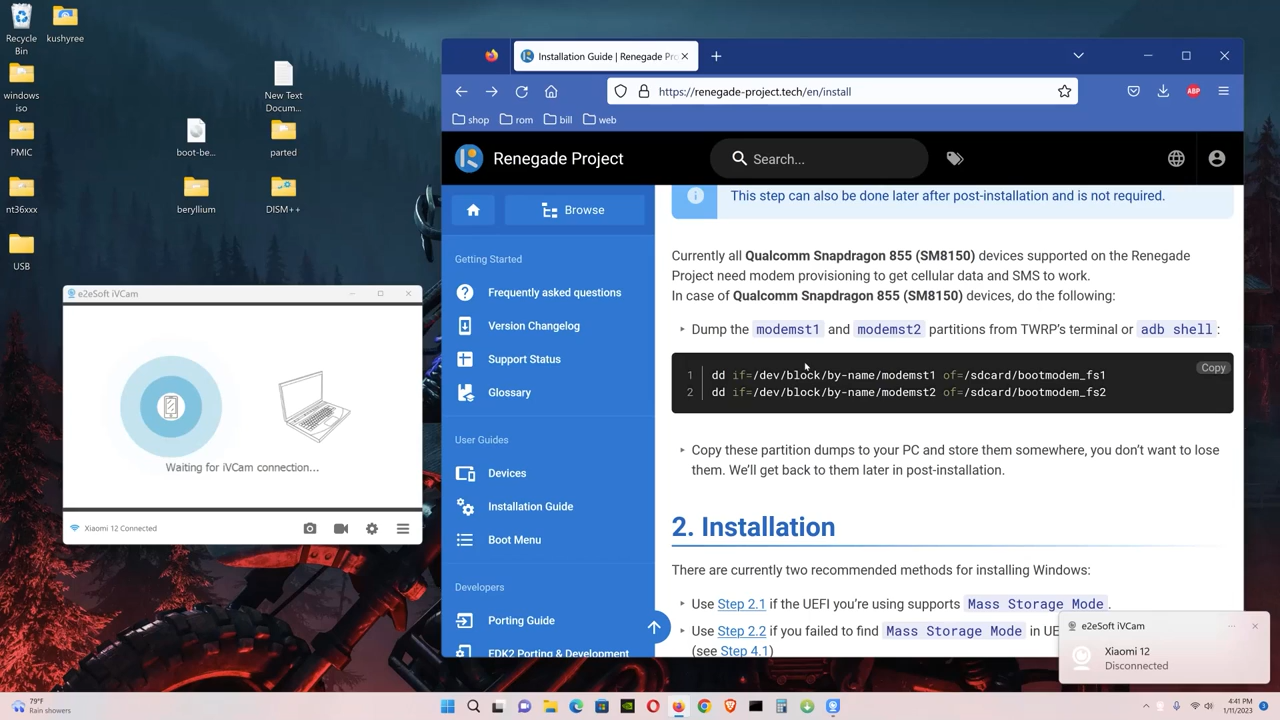 Recycle
Bin
kushyree
windows
iso
New Text
Docum...
PMIC
boot-be...
parted
nt36xxx
beryllium
DISM++
USB
e2eSoft iVCam
Waiting for iVCam connection...
Xiaomi 12 Connected
Installation Guide | Renegade Pro
https://renegade-project.tech/en/install
ABP
shop
rom
bill
web
Renegade Project
Search...
Browse
Getting Started
Frequently asked questions
Version Changelog
Support Status
Glossary
User Guides
Devices
Installation Guide
Boot Menu
Developers
Porting Guide
EDK2 Porting & Development
This step can also be done later after post-installation and is not required.
Currently all Qualcomm Snapdragon 855 (SM8150) devices supported on the Renegade
Project need modem provisioning to get cellular data and SMS to work.
In case of Qualcomm Snapdragon 855 (SM8150) devices, do the following:
Dump the modemst1 and modemst2 partitions from TWRP's terminal or adb shell:
Copy
1 dd if=/dev/block/by-name/modemst1 of=/sdcard/bootmodem_fs1
2 dd if=/dev/block/by-name/modemst2 of=/sdcard/bootmodem_fs2
Copy these partition dumps to your PC and store them somewhere, you don't want to lose
them. We'll get back to them later in post-installation.
2. Installation
There are currently two recommended methods for installing Windows:
Use Step 2.1 if the UEFI you're using supports Mass Storage Mode.
Use Step 2.2 if you failed to find Mass Storage Mode in UE
(see Step 4.1)
e2eSoft iVCam
Xiaomi 12
Disconnected
79°F
Rain showers
4:41 PM
1/11/2023
3